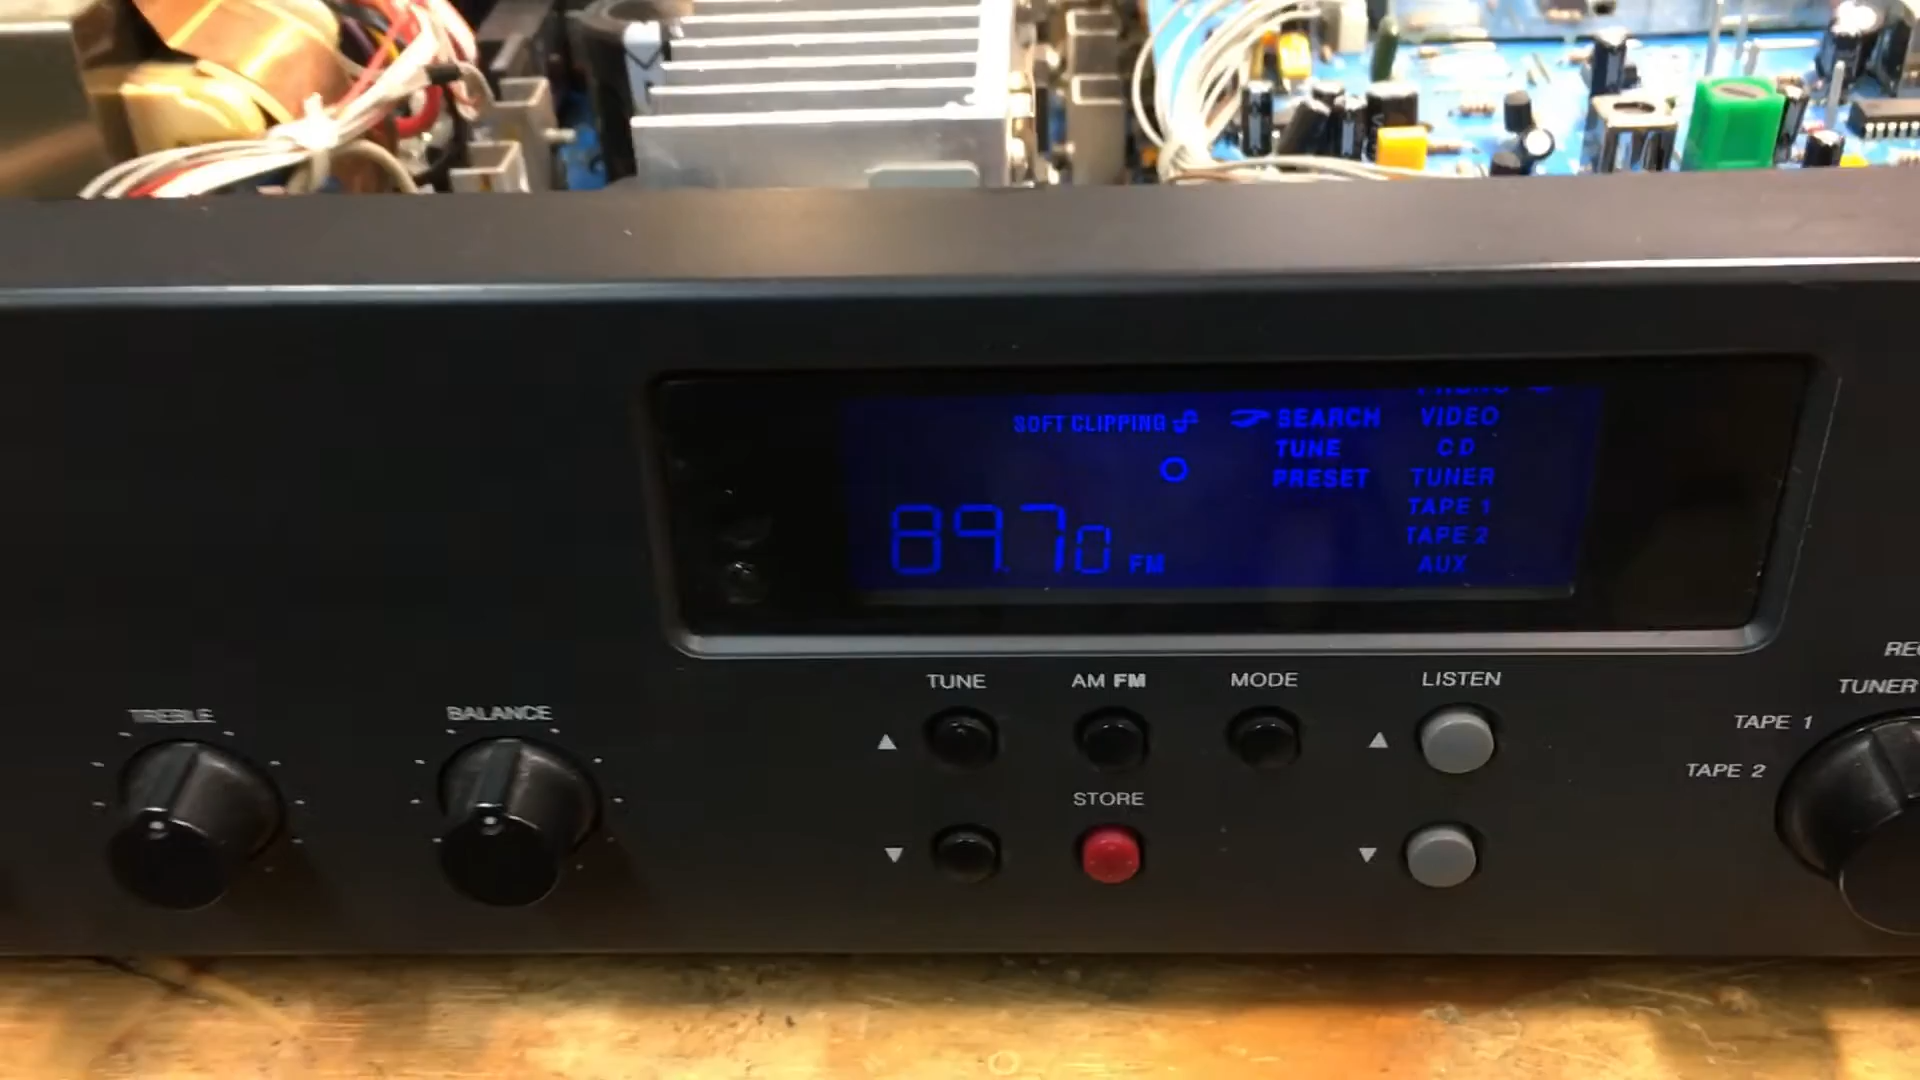 SOFT CLIPPING
SEARCH
TUNE
PRESET
VIDEO
CD
TUNER
TAPE 1
TAPE 2
AUX
89.70 FM
TUNE
AM FM
MODE
LISTEN
STORE
TREBLE
BALANCE
TUNER
TAPE 1
TAPE 2